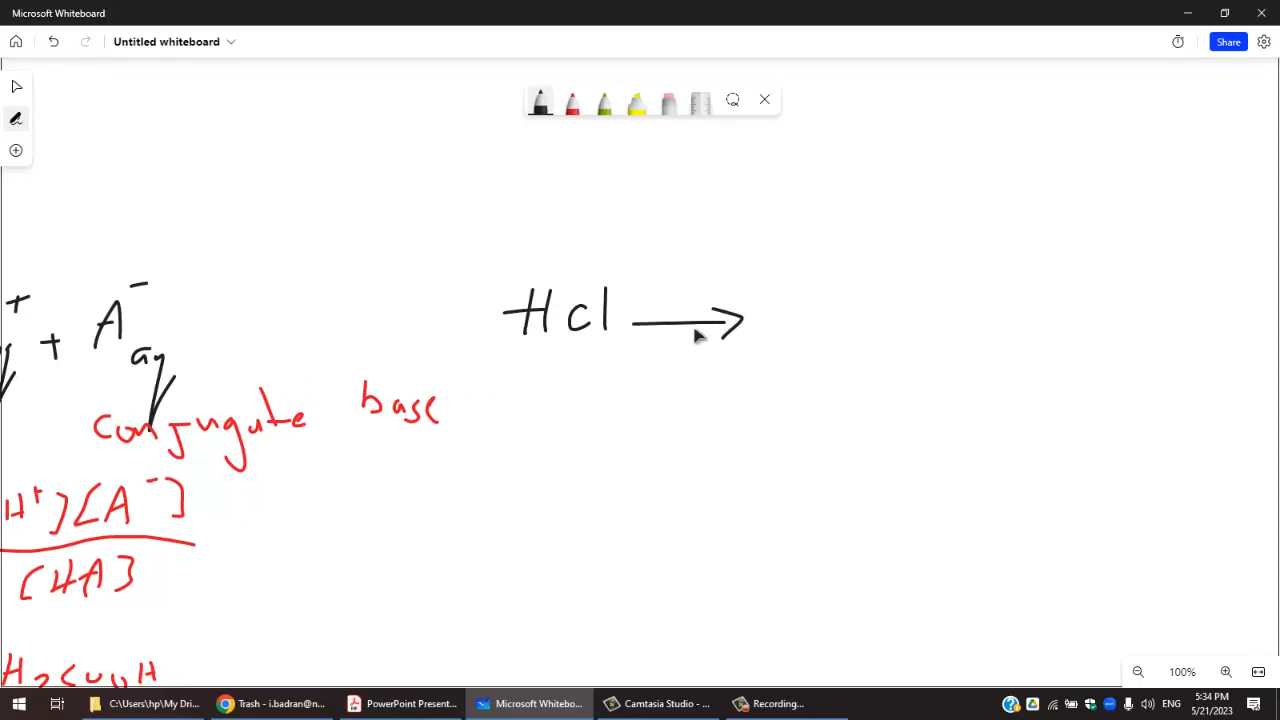 Microsoft Whiteboard
Untitled whiteboard
Share
+ + A⁻ aq
HCl →
conjugate base
H⁺][A⁻]
[HA]
100%
C:\Users\hp\My Dri...
Trash - i.badran@n...
PowerPoint Present...
Microsoft Whitebo...
Camtasia Studio - ...
Recording...
ENG
5:34 PM
5/21/2023